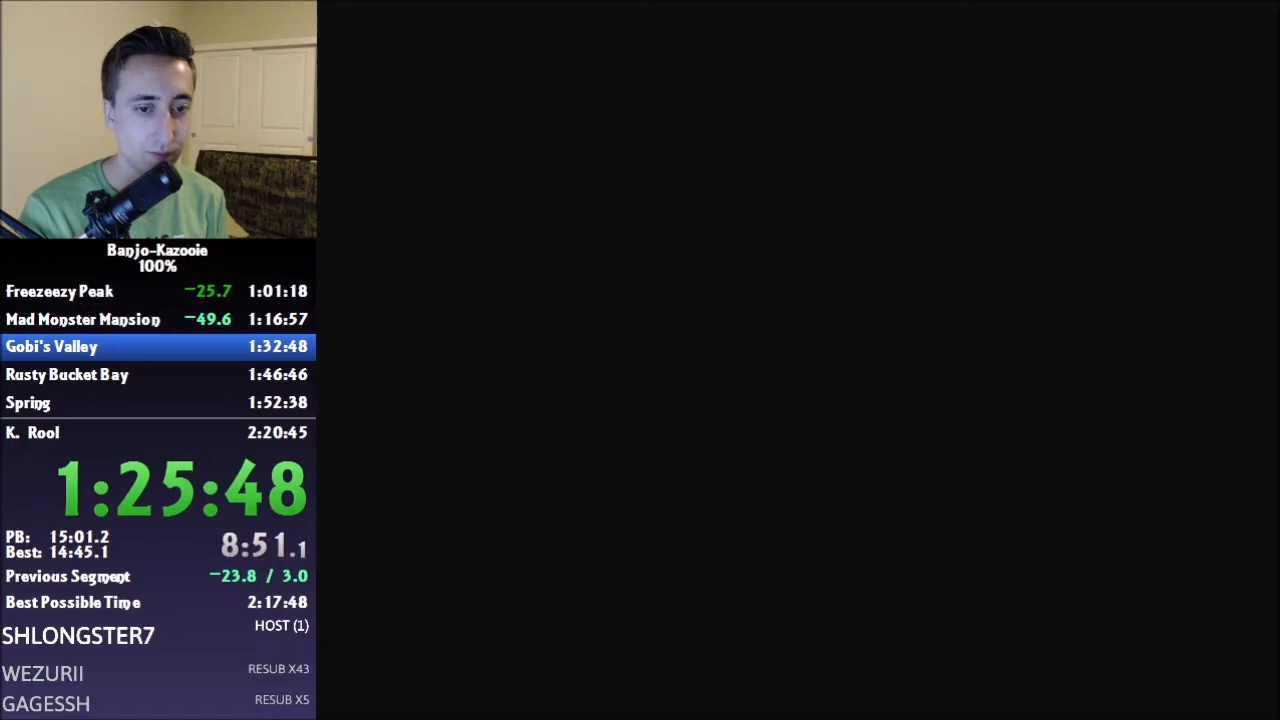 Banjo-Kazooie
100%
Freezeezy Peak −25.7 1:01:18
Mad Monster Mansion −49.6 1:16:57
Gobi's Valley 1:32:48
Rusty Bucket Bay 1:46:46
Spring 1:52:38
K. Rool 2:20:45
1:25:48
PB: 15:01.2
Best: 14:45.1
8:51.1
Previous Segment −23.8 / 3.0
Best Possible Time 2:17:48
SHLONGSTER7 HOST (1)
WEZURII RESUB X43
GAGESSH RESUB X5